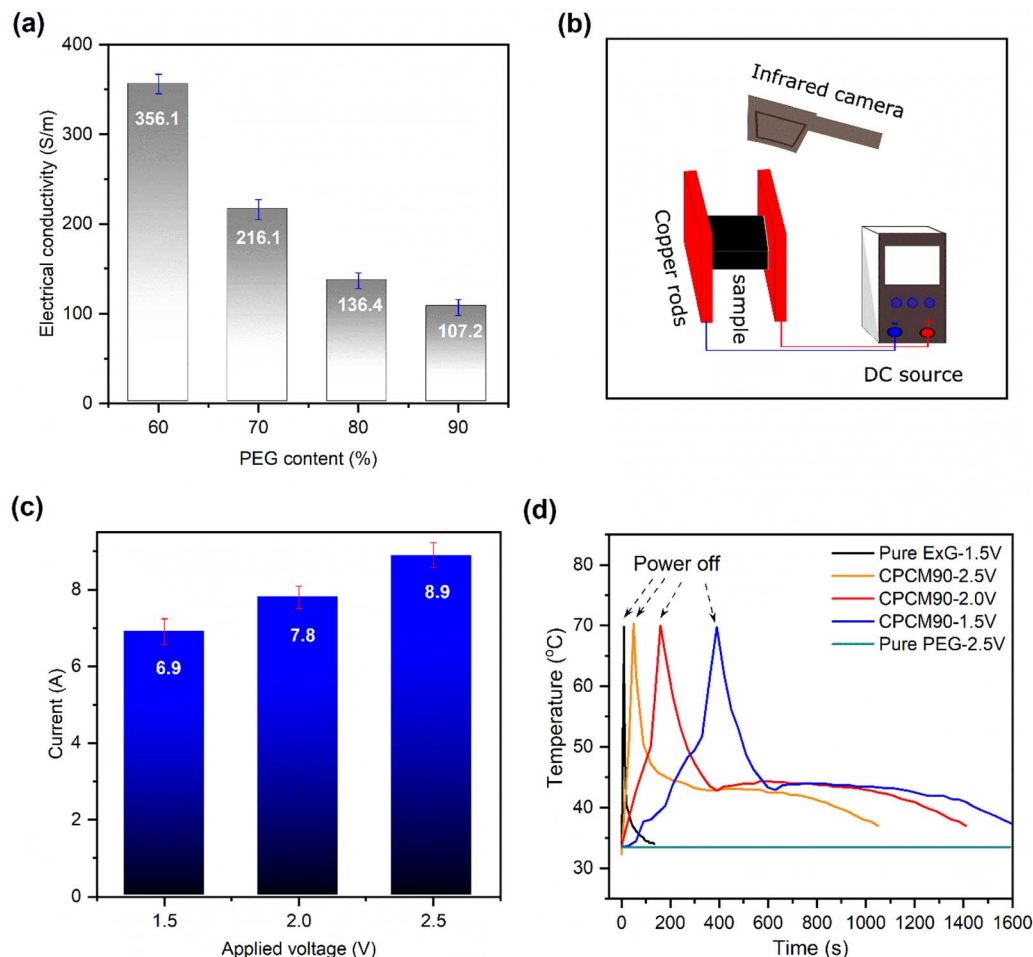 (a)
400
300
200
100
0
Electrical conductivity (S/m)
356.1
216.1
136.4
107.2
60 70 80 90
PEG content (%)
(b)
Infrared camera
Copper rods
sample
- +
DC source
(c)
8
6
4
2
0
Current (A)
6.9
7.8
8.9
1.5 2.0 2.5
Applied voltage (V)
(d)
80
70
60
50
40
30
Temperature (°C)
Power off
Pure ExG-1.5V
CPCM90-2.5V
CPCM90-2.0V
CPCM90-1.5V
Pure PEG-2.5V
0 200 400 600 800 1000 1200 1400 1600
Time (s)